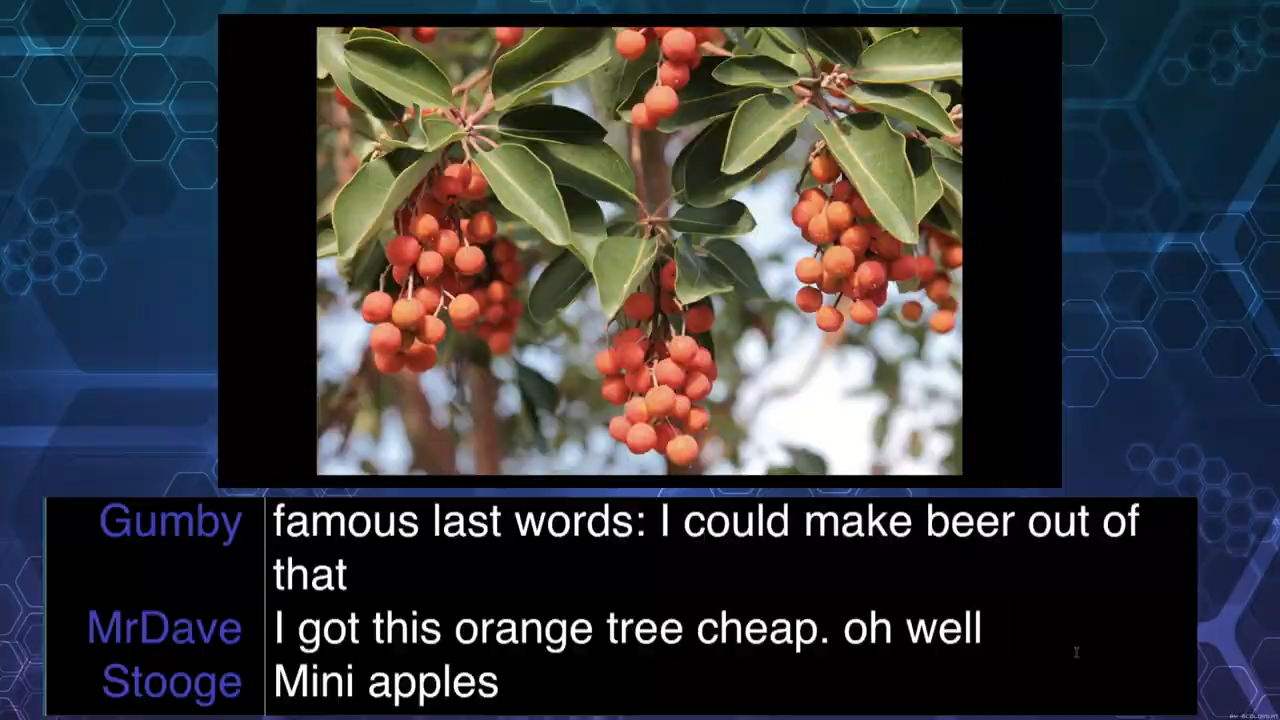 Gumby famous last words: I could make beer out of
that
MrDave I got this orange tree cheap. oh well
Stooge Mini apples